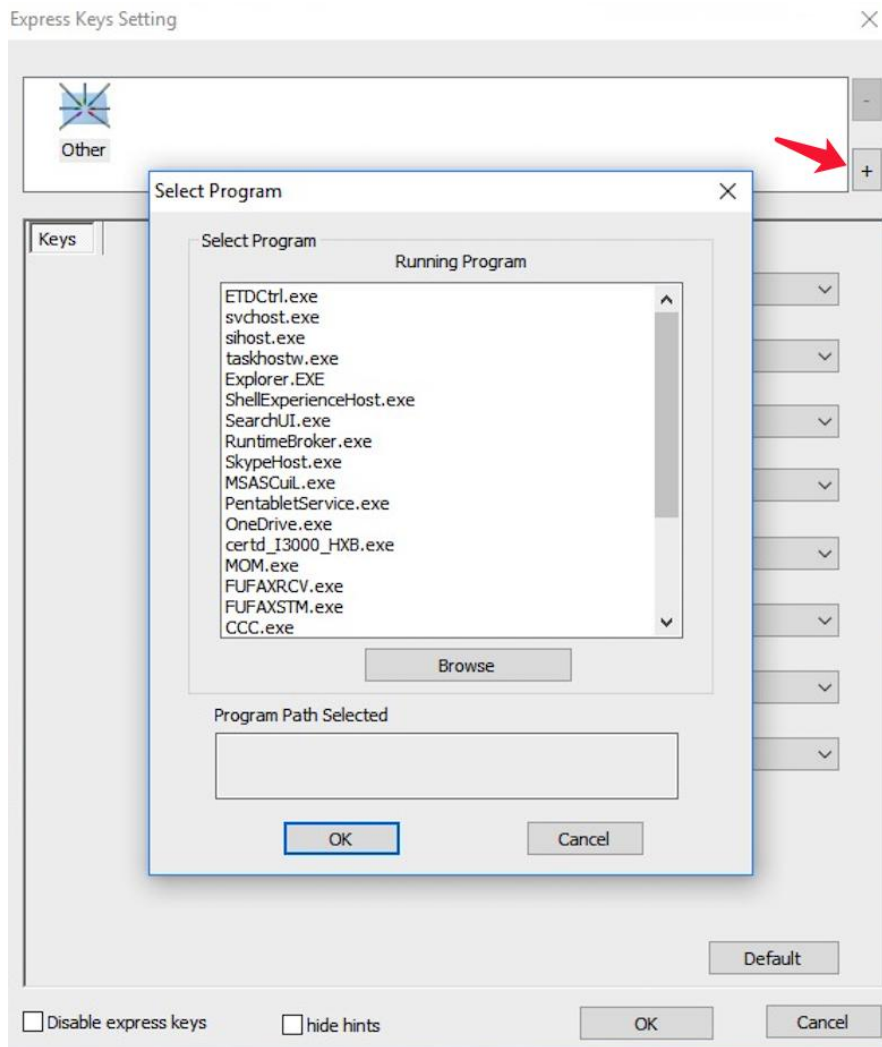 Express Keys Setting
-
Other
+
Select Program
Keys
Select Program
Running Program
ETDCtrl.exe
svchost.exe
sihost.exe
taskhostw.exe
Explorer.EXE
ShellExperienceHost.exe
SearchUI.exe
RuntimeBroker.exe
SkypeHost.exe
MSASCuiL.exe
PentabletService.exe
OneDrive.exe
certd_I3000_HXB.exe
MOM.exe
FUFAXRCV.exe
FUFAXSTM.exe
CCC.exe
Browse
Program Path Selected
OK Cancel
Default
Disable express keys hide hints OK Cancel